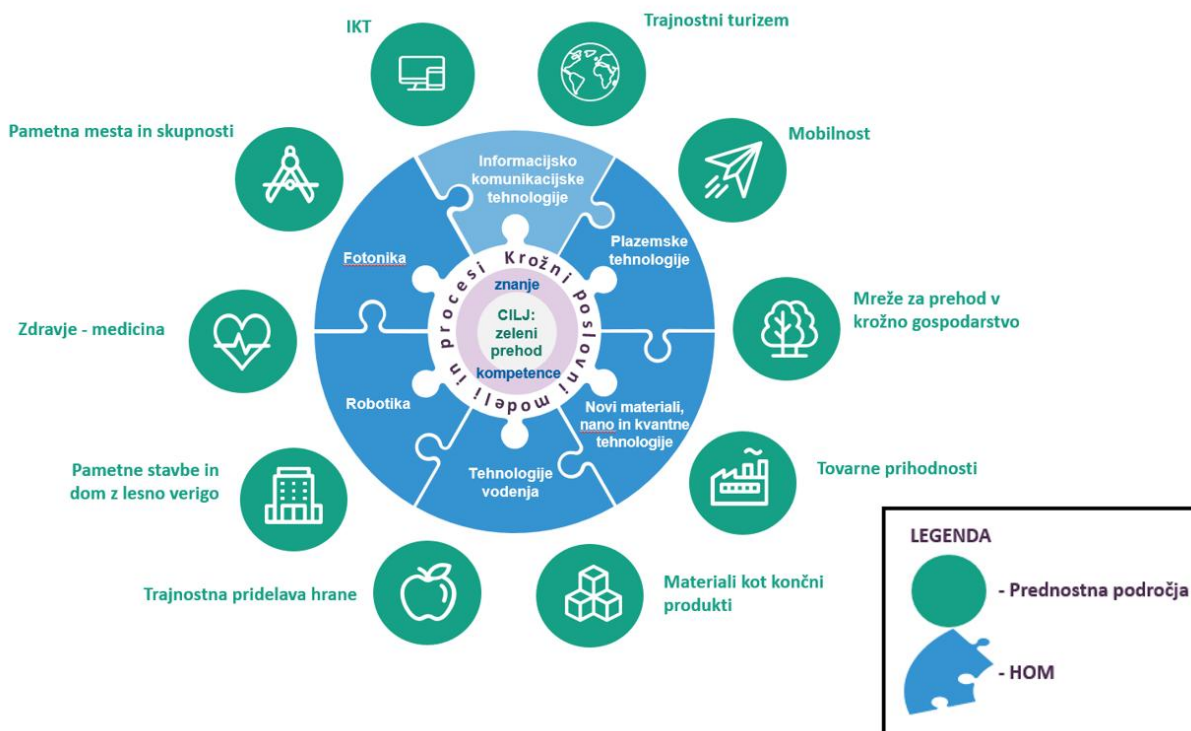 IKT
Trajnostni turizem
Pametna mesta in skupnosti
Mobilnost
Informacijsko
komunikacijske
tehnologije
Fotonika
Plazemske
tehnologije
Krožni poslovni modeli in procesi
znanje
CILJ:
zeleni
prehod
kompetence
Zdravje - medicina
Mreže za prehod v
krožno gospodarstvo
Robotika
Novi materiali,
nano in kvantne
tehnologije
Tehnologije
vodenja
Pametne stavbe in
dom z lesno verigo
Tovarne prihodnosti
Trajnostna pridelava hrane
Materiali kot končni
produkti
LEGENDA
- Prednostna področja
- HOM